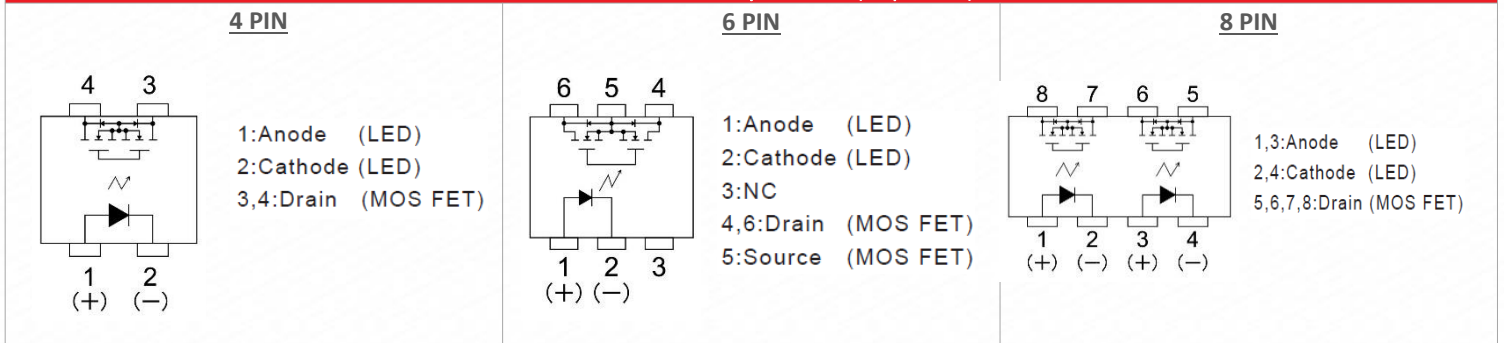 4 PIN
4 3
1:Anode (LED)
2:Cathode (LED)
3,4:Drain (MOS FET)
1 2
(+) (−)
6 PIN
6 5 4
1:Anode (LED)
2:Cathode (LED)
3:NC
4,6:Drain (MOS FET)
5:Source (MOS FET)
1 2 3
(+) (−)
8 PIN
8 7 6 5
1,3:Anode (LED)
2,4:Cathode (LED)
5,6,7,8:Drain (MOS FET)
1 2 3 4
(+) (−) (+) (−)